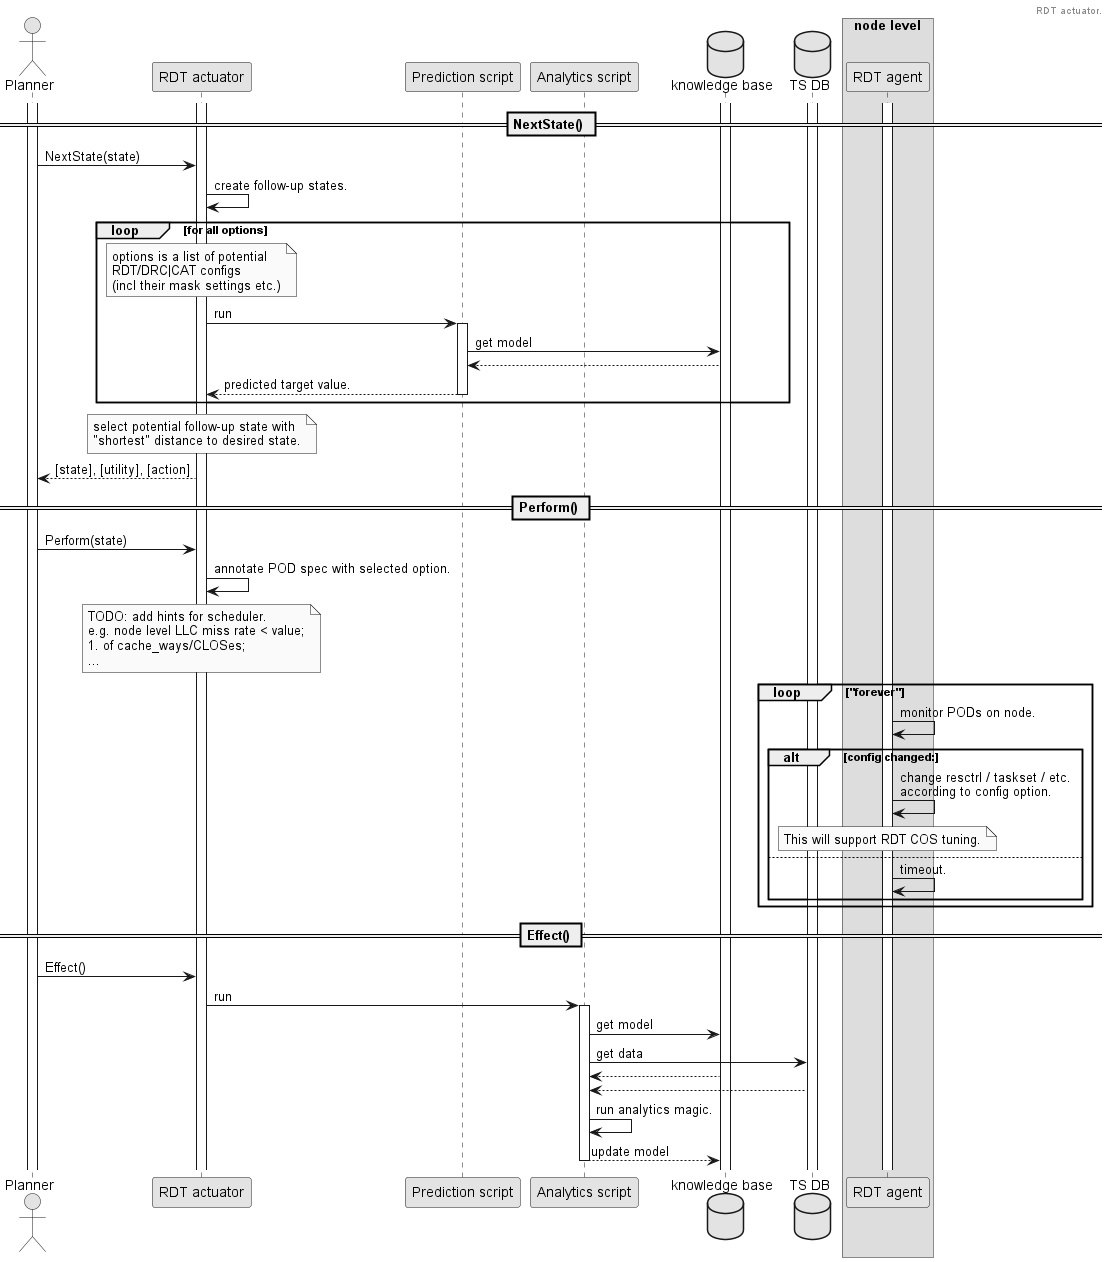 RDT actuator.
node level
Planner
RDT actuator
Prediction script
Analytics script
knowledge base
TS DB
RDT agent
NextState()
NextState(state)
create follow-up states.
loop
[for all options]
options is a list of potential
RDT/DRC|CAT configs
(incl their mask settings etc.)
run
get model
predicted target value.
select potential follow-up state with
"shortest" distance to desired state.
[state], [utility], [action]
Perform()
Perform(state)
annotate POD spec with selected option.
TODO: add hints for scheduler.
e.g. node level LLC miss rate < value;
1. of cache_ways/CLOSes;
...
loop
["forever"]
monitor PODs on node.
alt
[config changed:]
change resctrl / taskset / etc.
according to config option.
This will support RDT COS tuning.
timeout.
Effect()
Effect()
run
get model
get data
run analytics magic.
update model
Planner
RDT actuator
Prediction script
Analytics script
knowledge base
TS DB
RDT agent